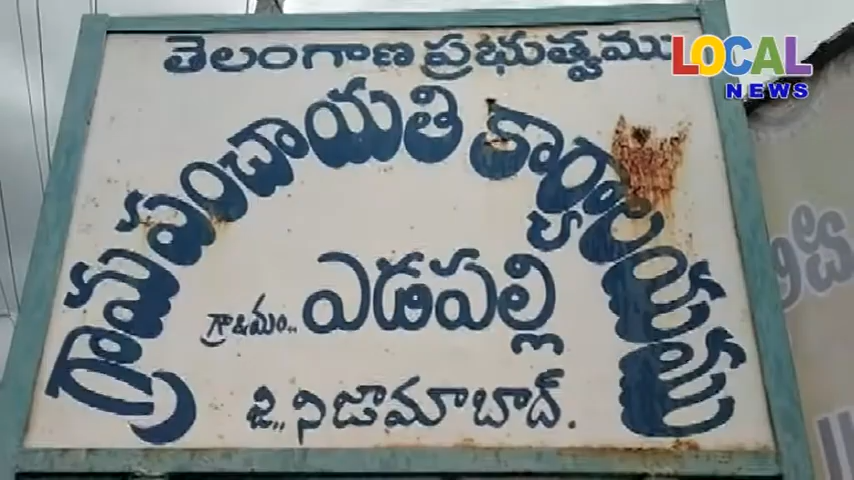 తెలంగాణ ప్రభుత్వము
LOCAL
NEWS
గ్రామ పంచాయతి కార్యాలయము
గ్రామం.. ఎడపల్లి
జి.. నిజామాబాద్.